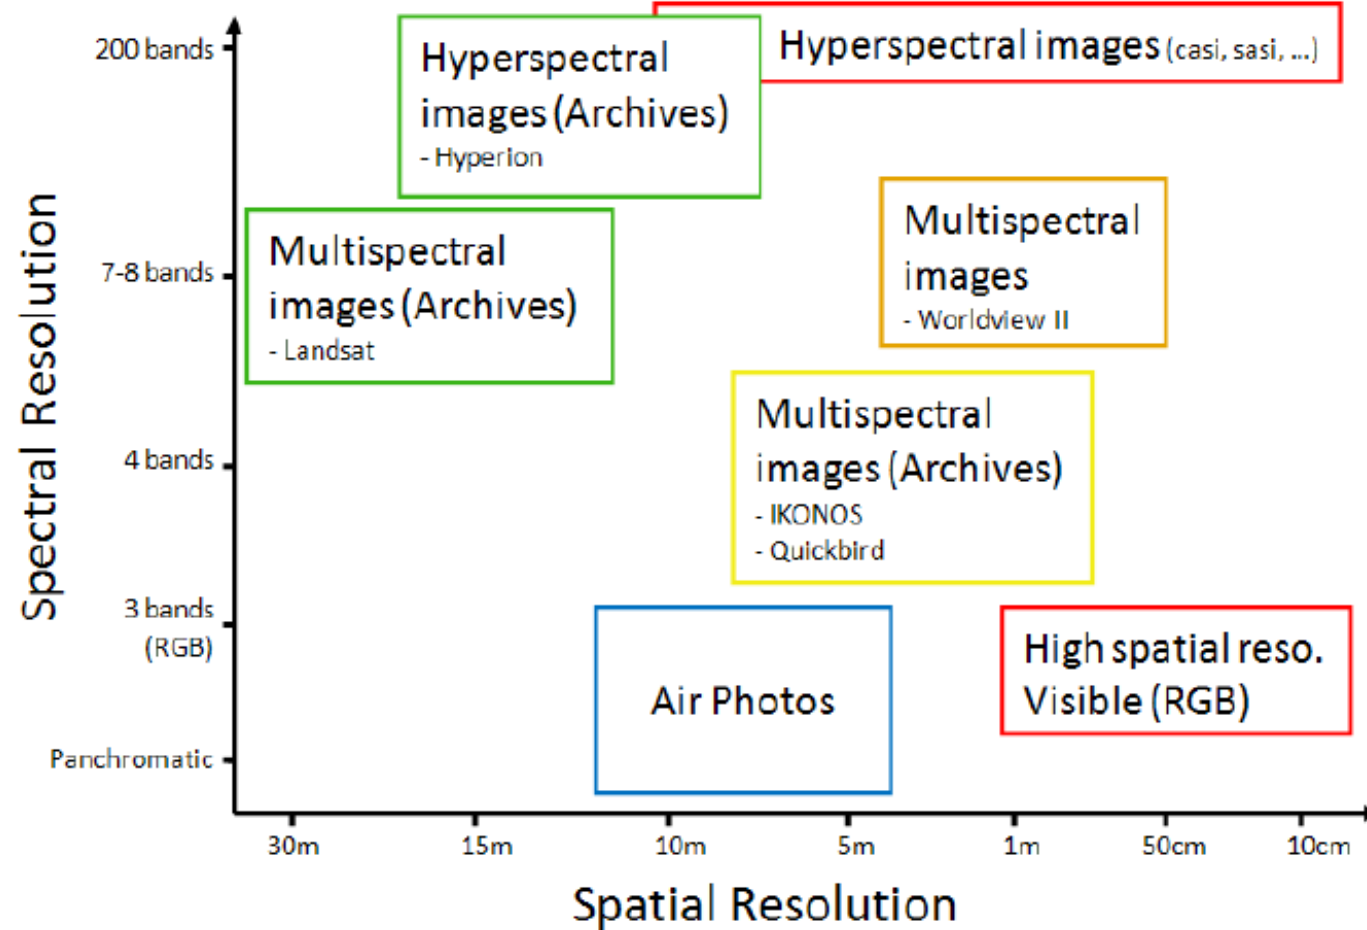 200 bands
7-8 bands
4 bands
3 bands
(RGB)
Panchromatic
Spectral Resolution
Hyperspectral
images (Archives)
- Hyperion
Hyperspectral images (casi, sasi, ...)
Multispectral
images (Archives)
- Landsat
Multispectral
images
- Worldview II
Multispectral
images (Archives)
- IKONOS
- Quickbird
Air Photos
High spatial reso.
Visible (RGB)
30m 15m 10m 5m 1m 50cm 10cm
Spatial Resolution